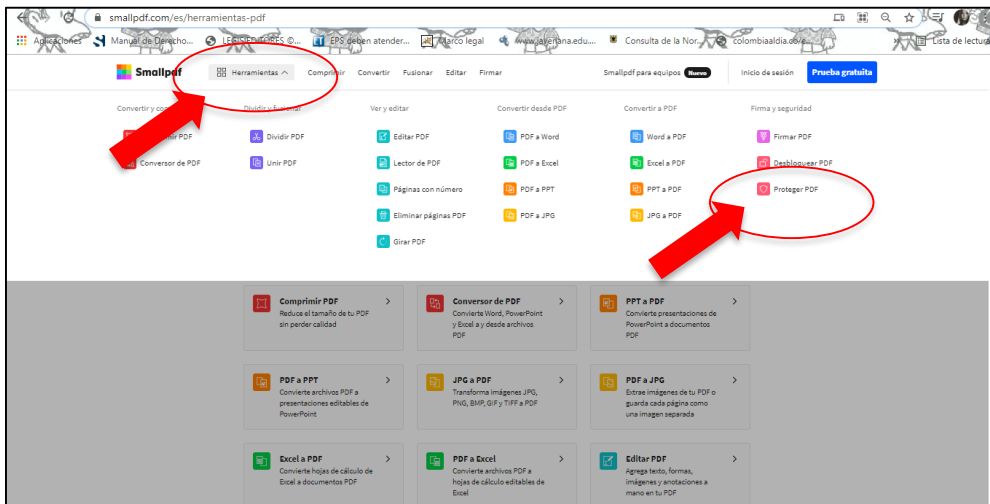 smallpdf.com/es/herramientas-pdf
Aplicaciones Manual de Derecho... LEGIS EDITORES ©... EPS deben atender... Marco legal www.javeriana.edu.... Consulta de la Nor... colombiaaldia.co/e... Lista de lectura
Smallpdf Herramientas Comprimir Convertir Fusionar Editar Firmar Smallpdf para equipos Nuevo Inicio de sesión Prueba gratuita
Convertir y Dividir y fusionar Ver y editar Convertir desde PDF Convertir a PDF Firma y seguridad
PDF Dividir PDF Editar PDF PDF a Word Word a PDF Firmar PDF
Conversor de PDF Unir PDF Lector de PDF PDF a Excel Excel a PDF Desbloquear PDF
Páginas con número PDF a PPT PPT a PDF Proteger PDF
Eliminar páginas PDF PDF a JPG JPG a PDF
Girar PDF
Comprimir PDF
Reduce el tamaño de tu PDF
sin perder calidad
Conversor de PDF
Convierte Word, PowerPoint
y Excel a y desde archivos
PDF
PPT a PDF
Convierte presentaciones de
PowerPoint a documentos
PDF
PDF a PPT
Convierte archivos PDF a
presentaciones editables de
PowerPoint
JPG a PDF
Transforma imágenes JPG,
PNG, BMP, GIF y TIFF a PDF
PDF a JPG
Extrae imágenes de tu PDF o
guarda cada página como
una imagen separada
Excel a PDF
Convierte hojas de cálculo de
Excel a documentos PDF
PDF a Excel
Convierte archivos PDF a
hojas de cálculo editables de
Excel
Editar PDF
Agrega texto, formas,
imágenes y anotaciones a
mano en tu PDF